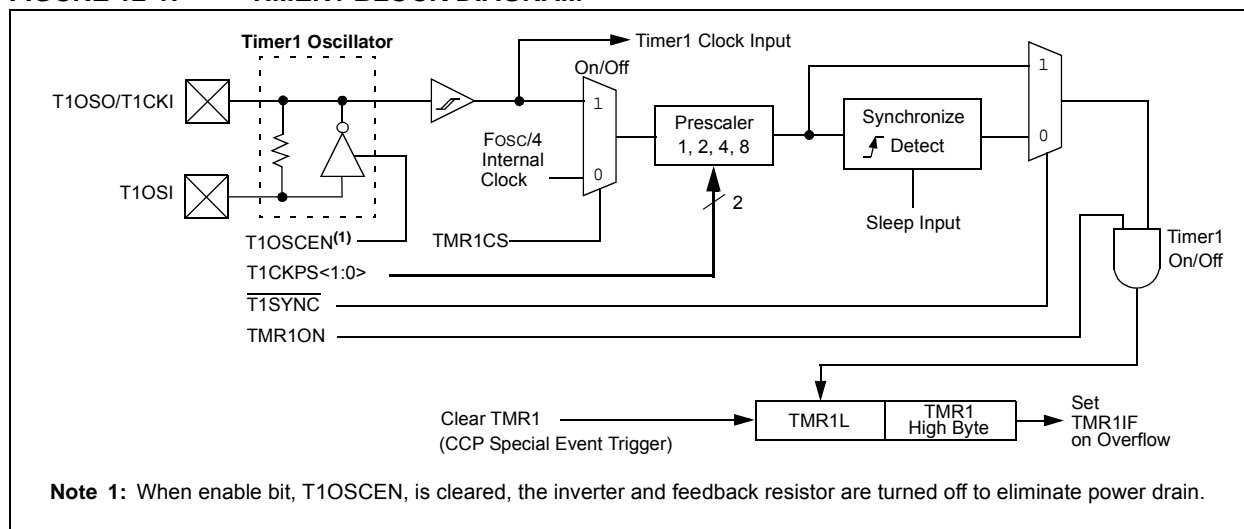 Timer1 Oscillator
Timer1 Clock Input
On/Off
1
T1OSO/T1CKI
Prescaler
1, 2, 4, 8
Synchronize
Detect
1
0
FOSC/4
Internal
Clock
0
T1OSI
2
Sleep Input
T1OSCEN(1)
TMR1CS
Timer1
On/Off
T1CKPS<1:0>
T1SYNC
TMR1ON
Clear TMR1
(CCP Special Event Trigger)
TMR1L
TMR1
High Byte
Set
TMR1IF
on Overflow
Note 1: When enable bit, T1OSCEN, is cleared, the inverter and feedback resistor are turned off to eliminate power drain.